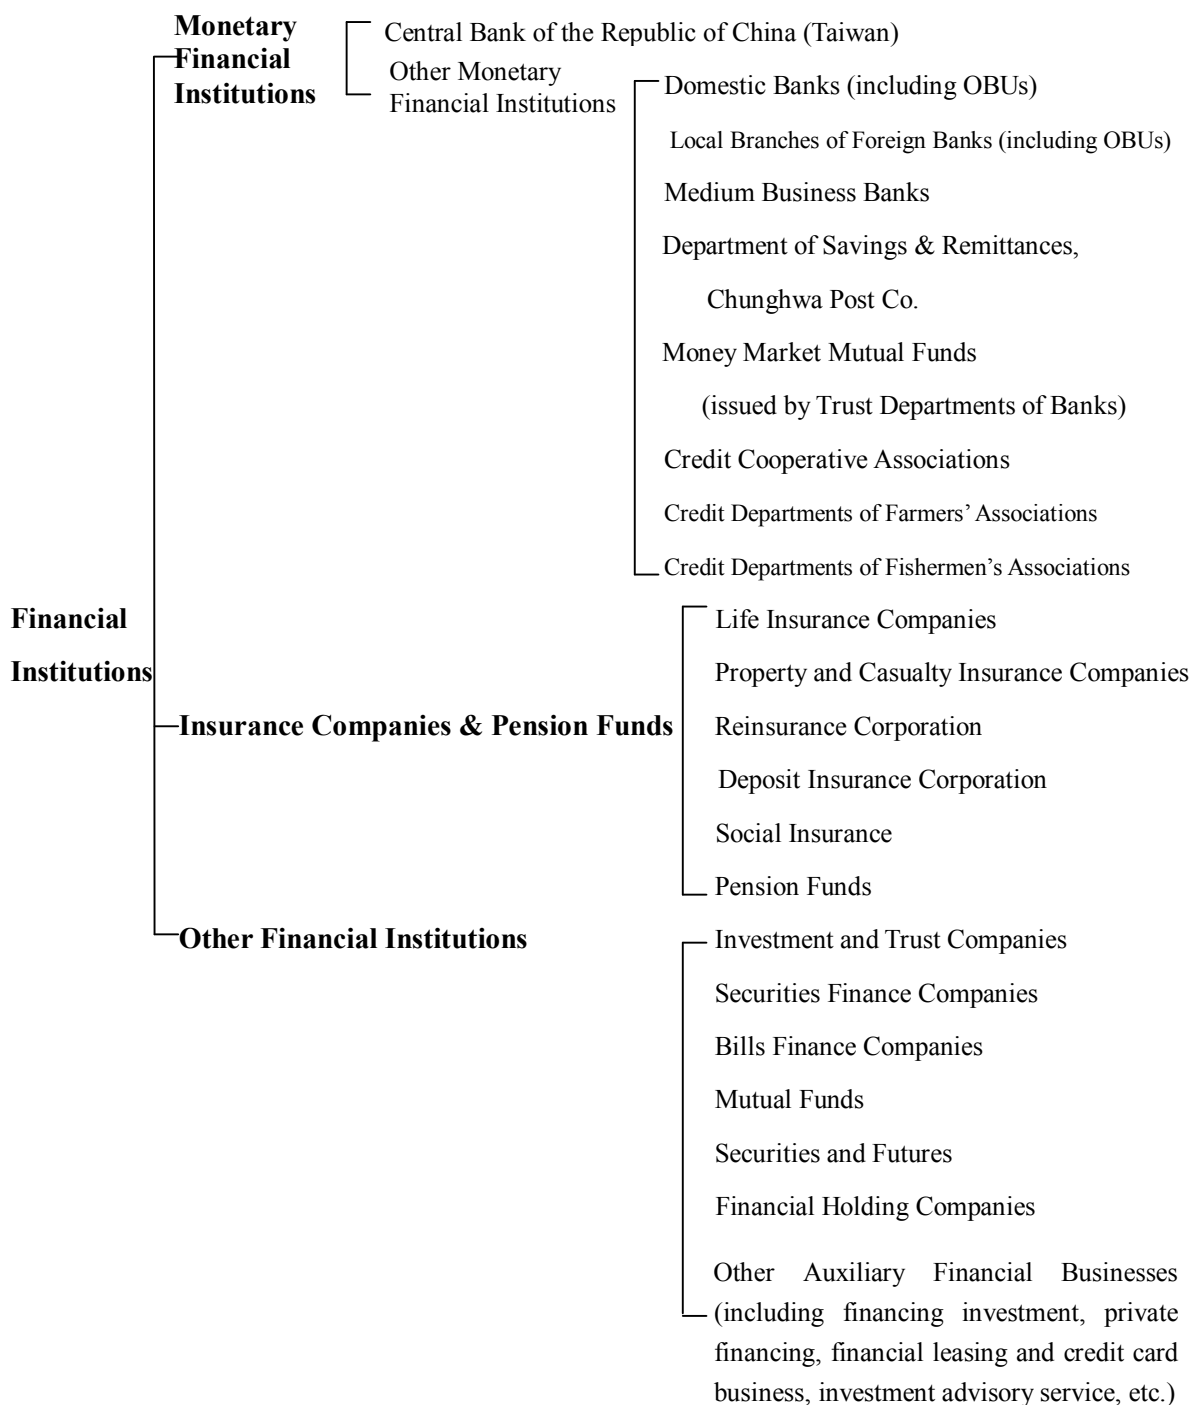 Monetary
Financial
Institutions
Central Bank of the Republic of China (Taiwan)
Other Monetary
Financial Institutions
Domestic Banks (including OBUs)
Local Branches of Foreign Banks (including OBUs)
Medium Business Banks
Department of Savings & Remittances,
Chunghwa Post Co.
Money Market Mutual Funds
(issued by Trust Departments of Banks)
Credit Cooperative Associations
Credit Departments of Farmers’ Associations
Credit Departments of Fishermen’s Associations
Financial
Institutions
Insurance Companies & Pension Funds
Life Insurance Companies
Property and Casualty Insurance Companies
Reinsurance Corporation
Deposit Insurance Corporation
Social Insurance
Pension Funds
Other Financial Institutions
Investment and Trust Companies
Securities Finance Companies
Bills Finance Companies
Mutual Funds
Securities and Futures
Financial Holding Companies
Other Auxiliary Financial Businesses
(including financing investment, private
financing, financial leasing and credit card
business, investment advisory service, etc.)